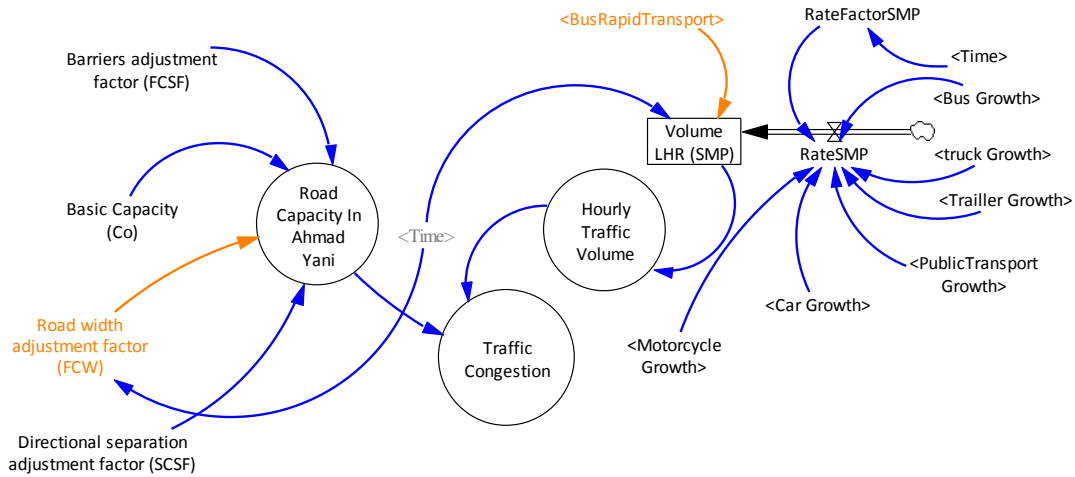 <BusRapidTransport>
RateFactorSMP
Barriers adjustment
factor (FCSF)
<Time>
<Bus Growth>
Volume
LHR (SMP)
RateSMP
<truck Growth>
Road
Capacity In
Ahmad
Yani
Basic Capacity
(Co)
<Time>
Hourly
Traffic
Volume
<Trailler Growth>
<PublicTransport
Growth>
<Car Growth>
Road width
adjustment factor
(FCW)
Traffic
Congestion
<Motorcycle
Growth>
Directional separation
adjustment factor (SCSF)